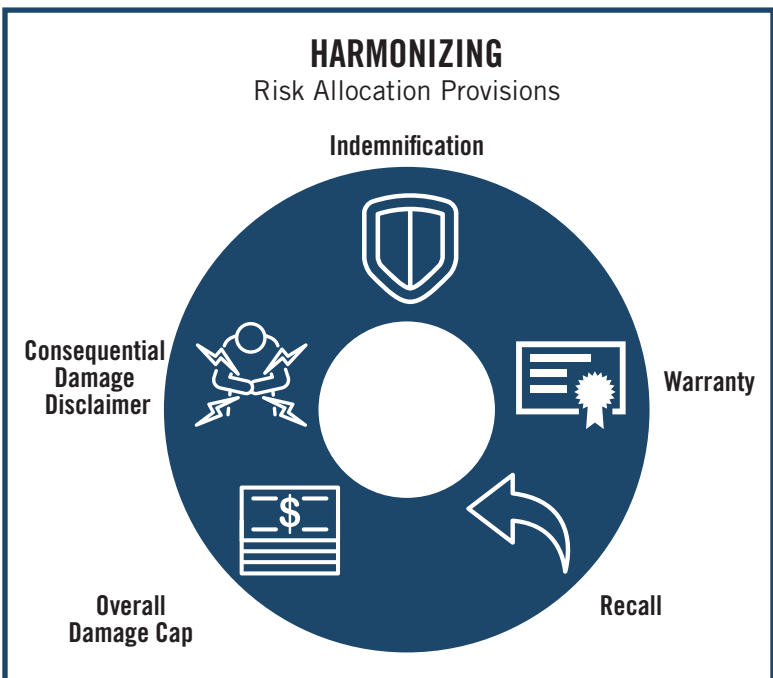 HARMONIZING
Risk Allocation Provisions
Indemnification
Consequential
Damage
Disclaimer
Warranty
$
Overall
Damage Cap
Recall